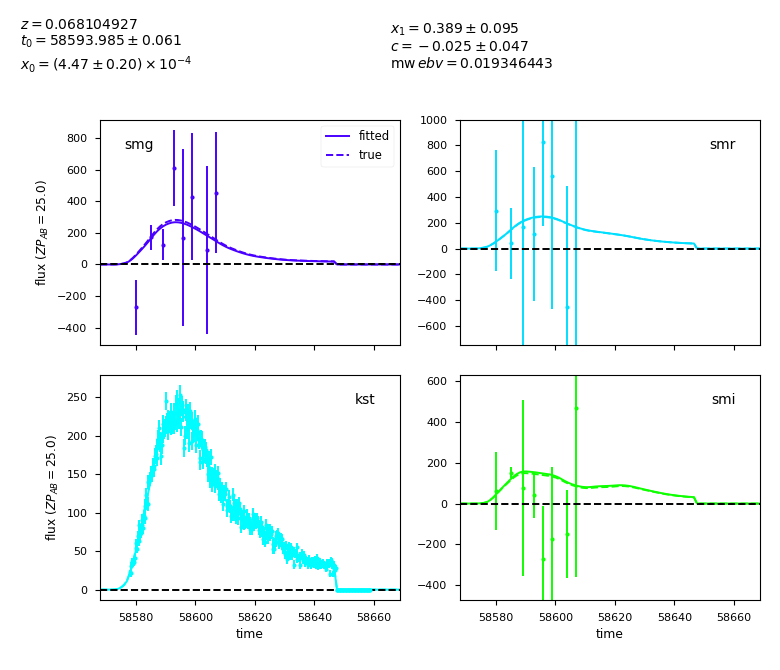 z = 0.068104927
t₀ = 58593.985 ± 0.061
x₀ = (4.47 ± 0.20) × 10⁻⁴
x₁ = 0.389 ± 0.095
c = −0.025 ± 0.047
mw ebv = 0.019346443
smg
fitted
true
flux (ZP_AB = 25.0)
800
600
400
200
0
−200
−400
smr
1000
800
600
400
200
0
−200
−400
−600
kst
flux (ZP_AB = 25.0)
250
200
150
100
50
0
58580 58600 58620 58640 58660
time
smi
600
400
200
0
−200
−400
58580 58600 58620 58640 58660
time